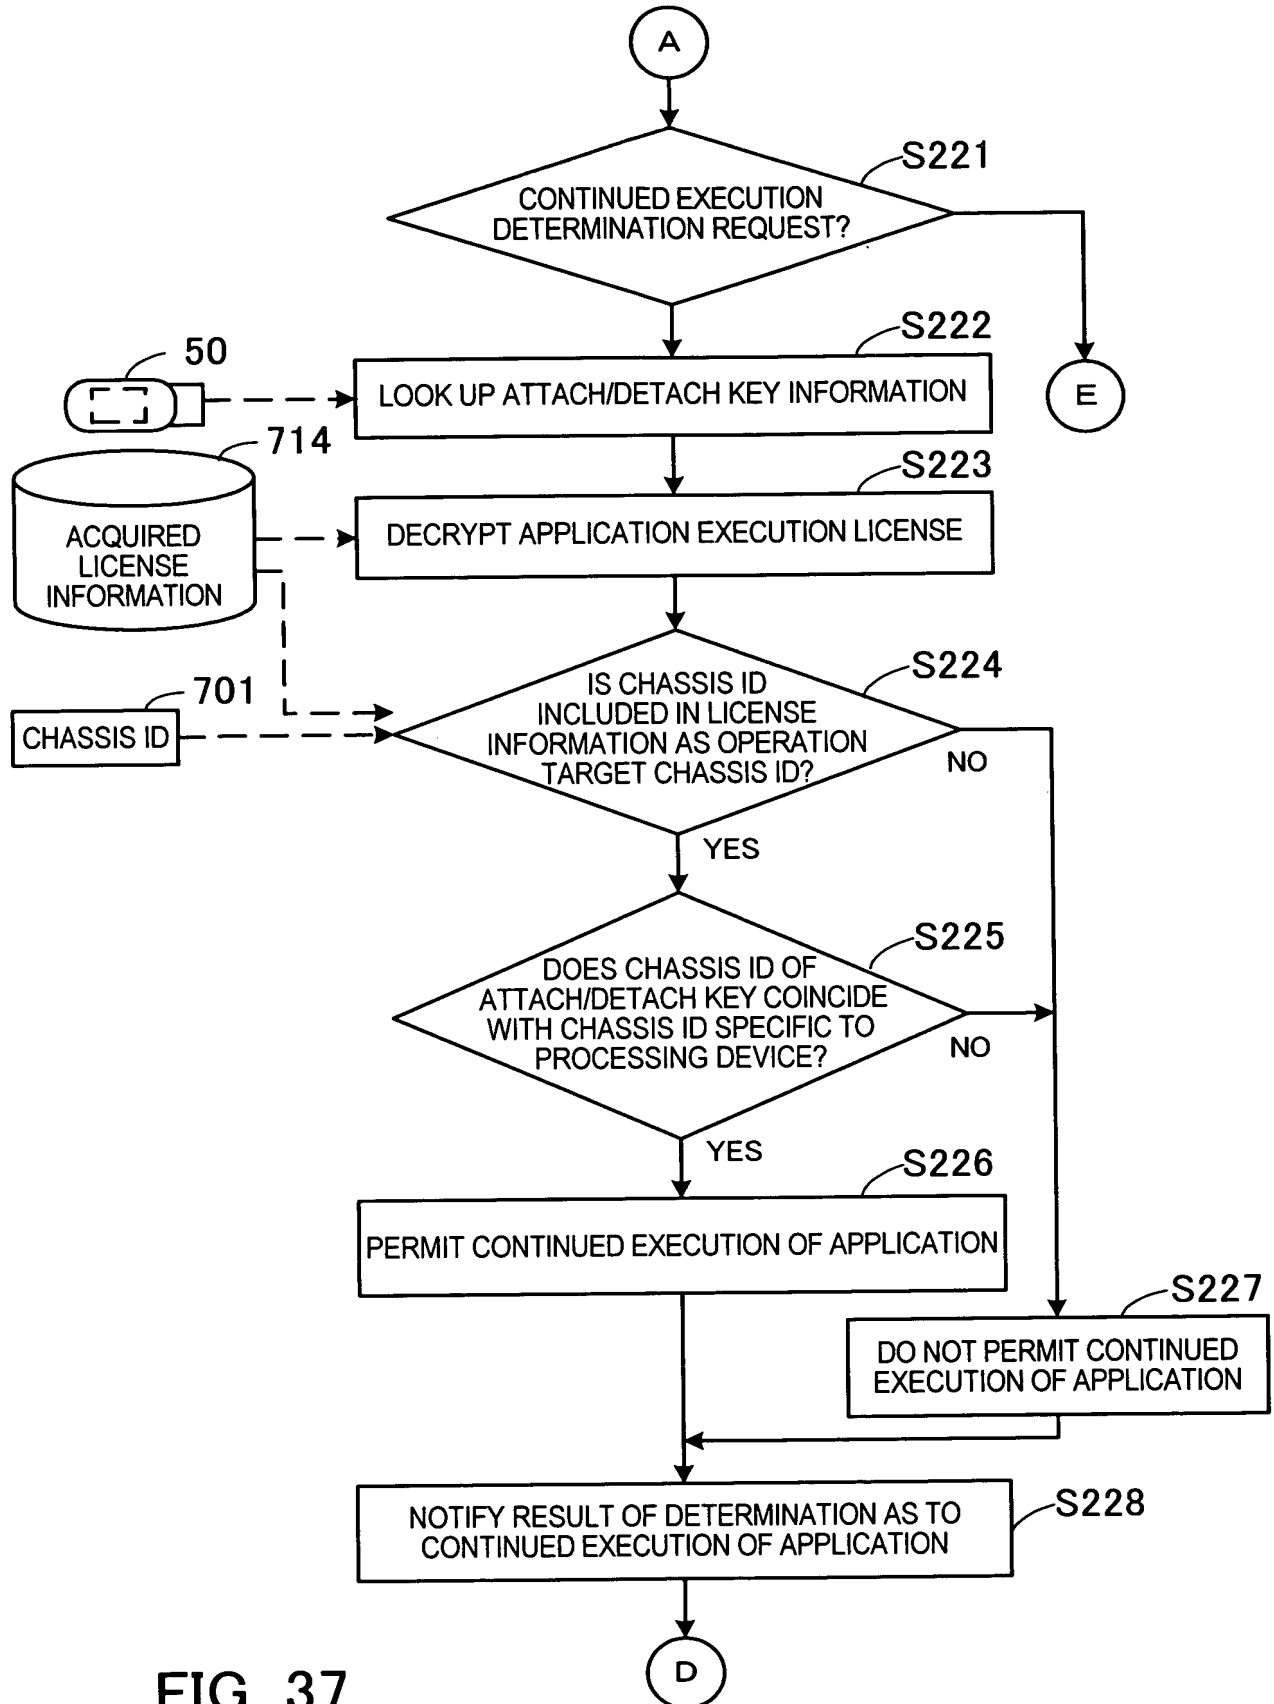 A
S221
CONTINUED EXECUTION
DETERMINATION REQUEST?
S222
50
LOOK UP ATTACH/DETACH KEY INFORMATION
E
714
S223
ACQUIRED
LICENSE
INFORMATION
DECRYPT APPLICATION EXECUTION LICENSE
S224
701
CHASSIS ID
IS CHASSIS ID
INCLUDED IN LICENSE
INFORMATION AS OPERATION
TARGET CHASSIS ID?
NO
YES
S225
DOES CHASSIS ID OF
ATTACH/DETACH KEY COINCIDE
WITH CHASSIS ID SPECIFIC TO
PROCESSING DEVICE?
NO
YES
S226
PERMIT CONTINUED EXECUTION OF APPLICATION
S227
DO NOT PERMIT CONTINUED
EXECUTION OF APPLICATION
S228
NOTIFY RESULT OF DETERMINATION AS TO
CONTINUED EXECUTION OF APPLICATION
D
FIG. 37